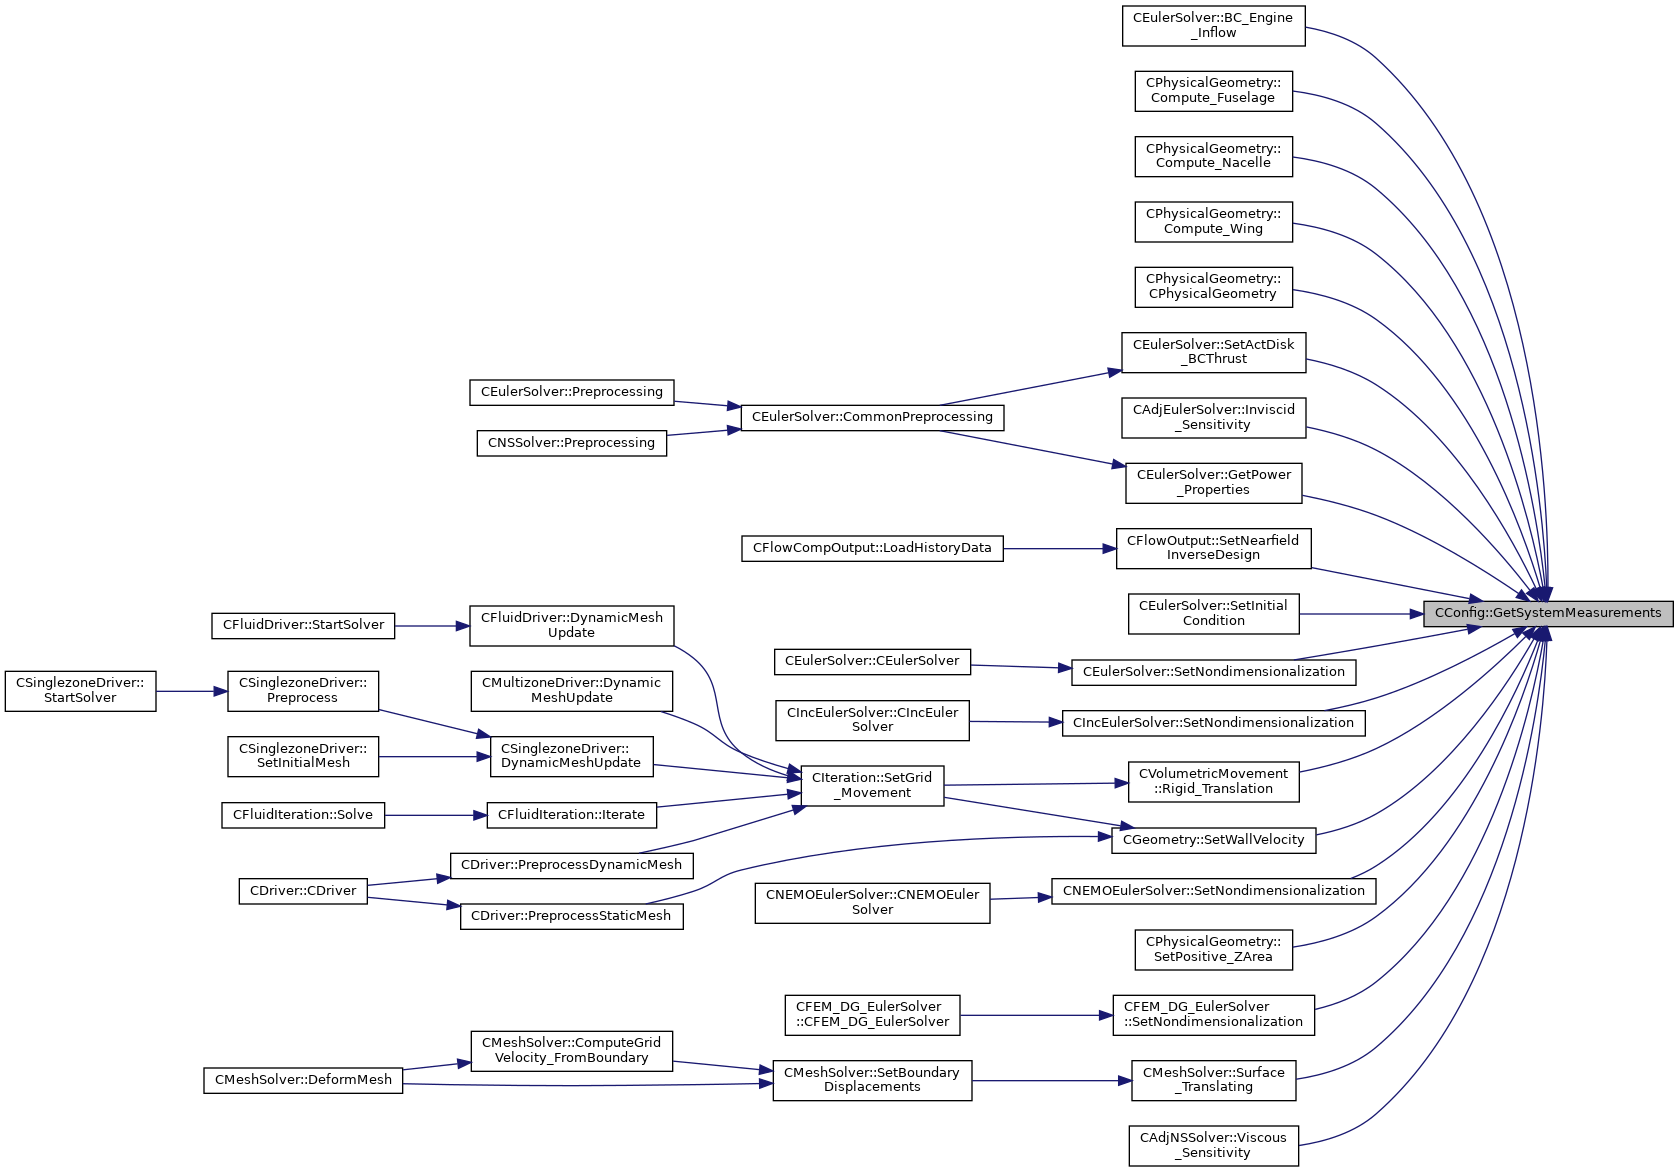 CEulerSolver::BC_Engine
_Inflow
CPhysicalGeometry::
Compute_Fuselage
CPhysicalGeometry::
Compute_Nacelle
CPhysicalGeometry::
Compute_Wing
CPhysicalGeometry::
CPhysicalGeometry
CEulerSolver::SetActDisk
_BCThrust
CEulerSolver::Preprocessing
CEulerSolver::CommonPreprocessing
CAdjEulerSolver::Inviscid
_Sensitivity
CNSSolver::Preprocessing
CEulerSolver::GetPower
_Properties
CFlowOutput::SetNearfield
InverseDesign
CFlowCompOutput::LoadHistoryData
CEulerSolver::SetInitial
Condition
CConfig::GetSystemMeasurements
CFluidDriver::StartSolver
CFluidDriver::DynamicMesh
Update
CEulerSolver::CEulerSolver
CEulerSolver::SetNondimensionalization
CSinglezoneDriver::
StartSolver
CSinglezoneDriver::
Preprocess
CMultizoneDriver::Dynamic
MeshUpdate
CIncEulerSolver::CIncEuler
Solver
CIncEulerSolver::SetNondimensionalization
CSinglezoneDriver::
SetInitialMesh
CSinglezoneDriver::
DynamicMeshUpdate
CIteration::SetGrid
_Movement
CVolumetricMovement
::Rigid_Translation
CFluidIteration::Solve
CFluidIteration::Iterate
CGeometry::SetWallVelocity
CDriver::PreprocessDynamicMesh
CDriver::CDriver
CDriver::PreprocessStaticMesh
CNEMOEulerSolver::CNEMOEuler
Solver
CNEMOEulerSolver::SetNondimensionalization
CPhysicalGeometry::
SetPositive_ZArea
CFEM_DG_EulerSolver
::CFEM_DG_EulerSolver
CFEM_DG_EulerSolver
::SetNondimensionalization
CMeshSolver::ComputeGrid
Velocity_FromBoundary
CMeshSolver::DeformMesh
CMeshSolver::SetBoundary
Displacements
CMeshSolver::Surface
_Translating
CAdjNSSolver::Viscous
_Sensitivity